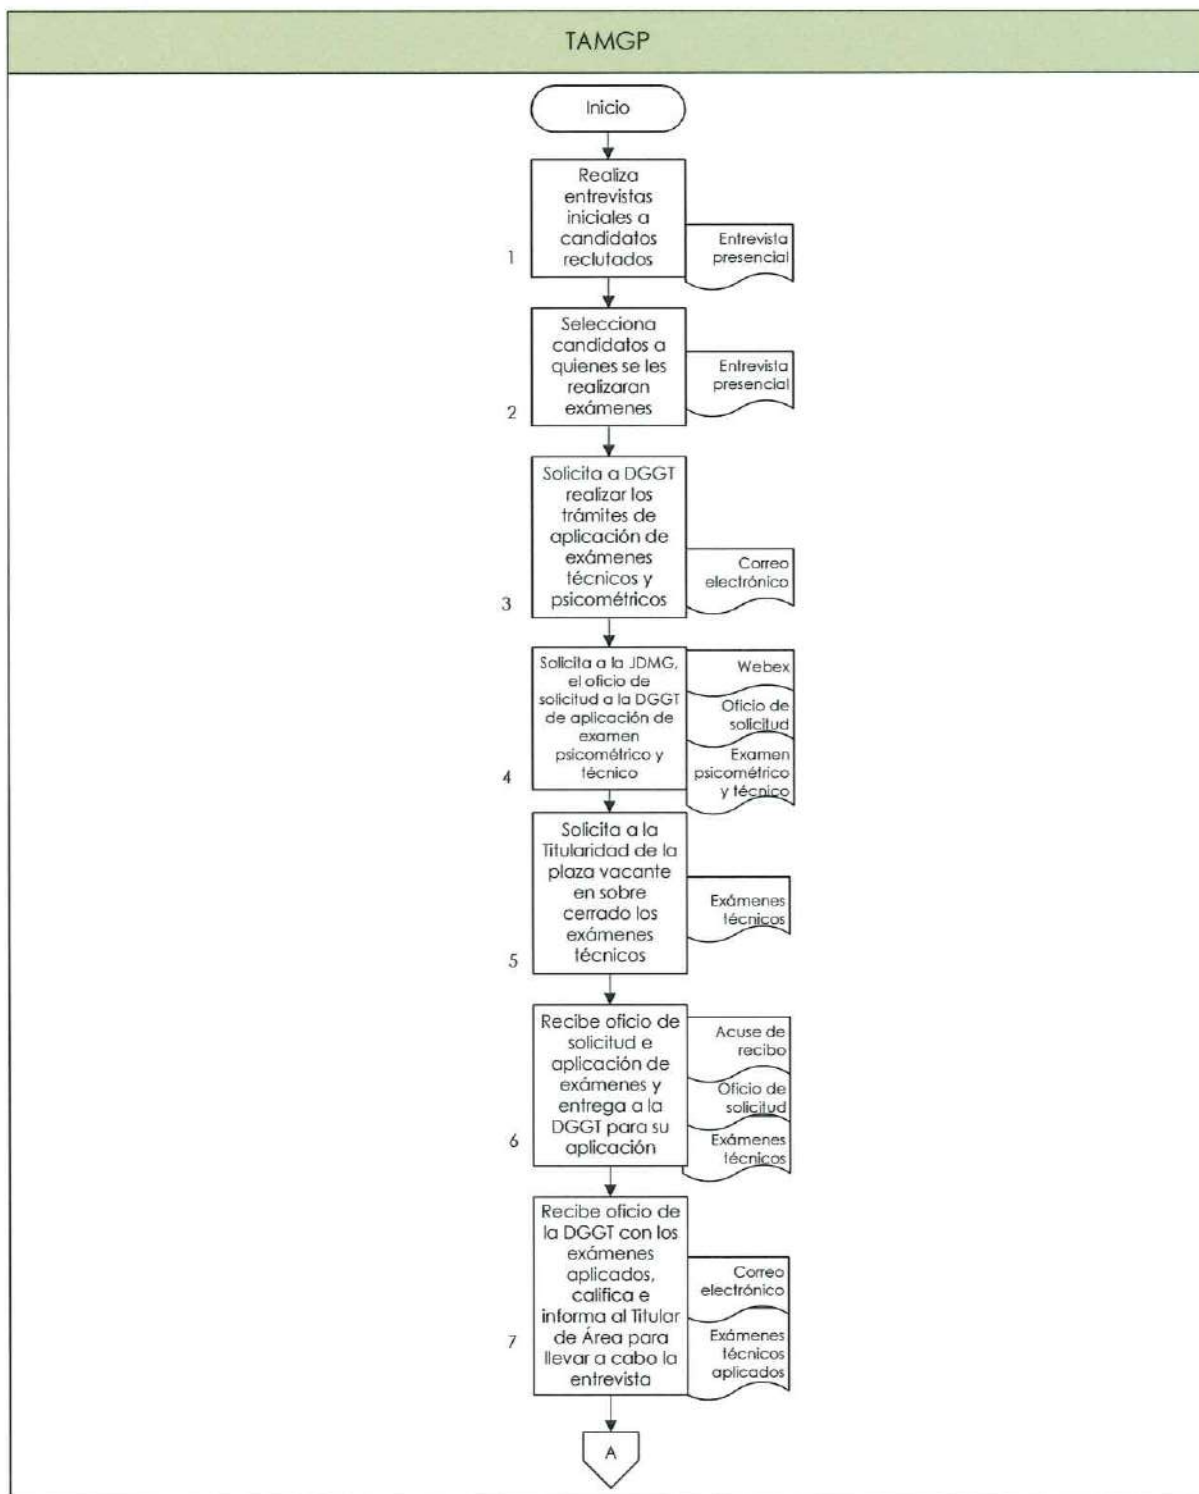 TAMGP
Inicio
Realiza
entrevistas
iniciales a
candidatos
reclutados
1
Entrevista
presencial
Selecciona
candidatos a
quienes se les
realizaran
exámenes
2
Entrevista
presencial
Solicita a DGGT
realizar los
trámites de
aplicación de
exámenes
técnicos y
psicométricos
3
Correo
electrónico
Solicita a la JDMG,
el oficio de
solicitud a la DGGT
de aplicación de
examen
psicométrico y
técnico
4
Webex
Oficio de
solicitud
Examen
psicométrico
y técnico
Solicita a la
Titularidad de la
plaza vacante
en sobre
cerrado los
exámenes
técnicos
5
Exámenes
técnicos
Recibe oficio de
solicitud e
aplicación de
exámenes y
entrega a la
DGGT para su
aplicación
6
Acuse de
recibo
Oficio de
solicitud
Exámenes
técnicos
Recibe oficio de
la DGGT con los
exámenes
aplicados,
califica e
informa al Titular
de Área para
llevar a cabo la
entrevista
7
Correo
electrónico
Exámenes
técnicos
aplicados
A